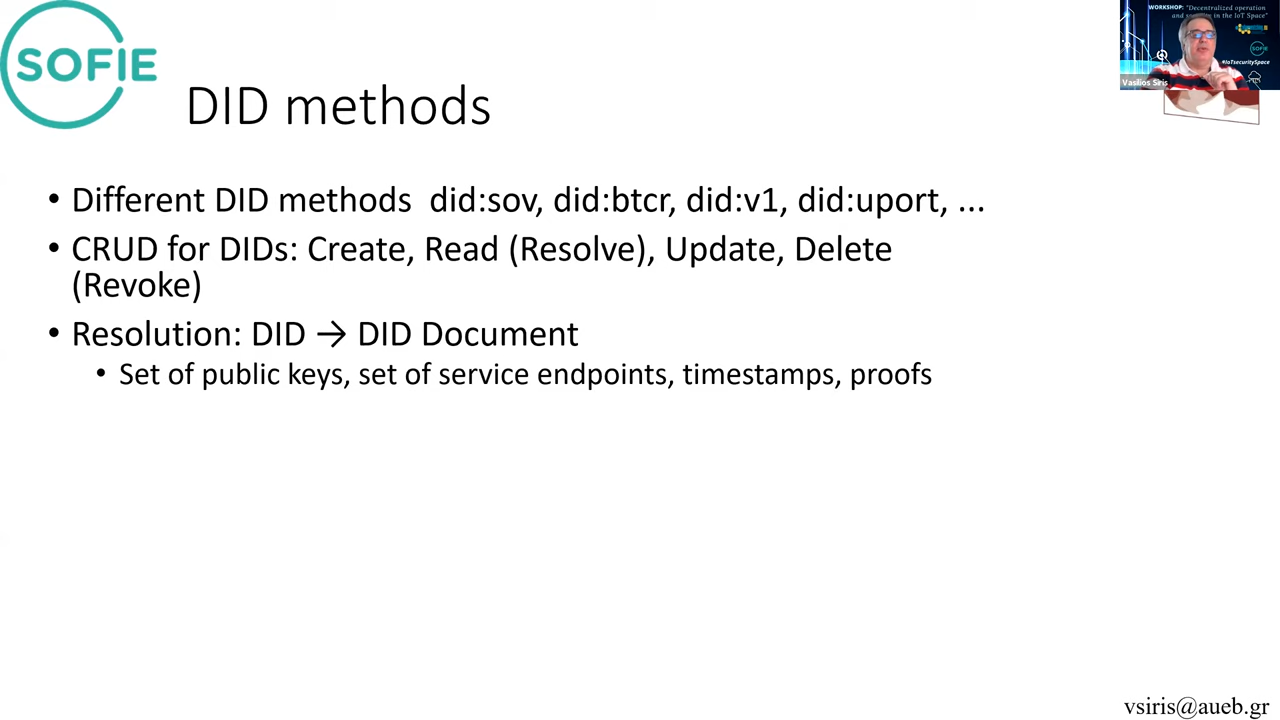 SOFIE
WORKSHOP: "Decentralized operation
in the IoT Space"
SOFIE
#IoTsecuritySpace
Vasilios Siris
DID methods
• Different DID methods did:sov, did:btcr, did:v1, did:uport, ...
• CRUD for DIDs: Create, Read (Resolve), Update, Delete
(Revoke)
• Resolution: DID → DID Document
• Set of public keys, set of service endpoints, timestamps, proofs
vsiris@aueb.gr